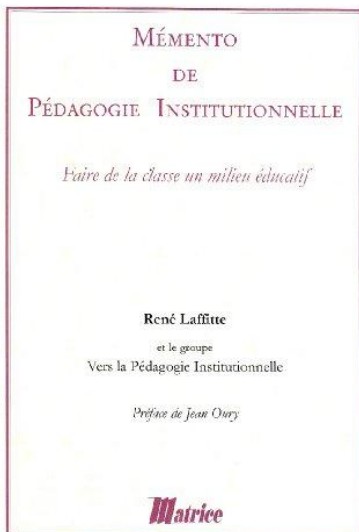 MÉMENTO
DE
PÉDAGOGIE INSTITUTIONNELLE
Faire de la classe un milieu éducatif
René Laffitte
et le groupe
Vers la Pédagogie Institutionnelle
Préface de Jean Oury
Matrice